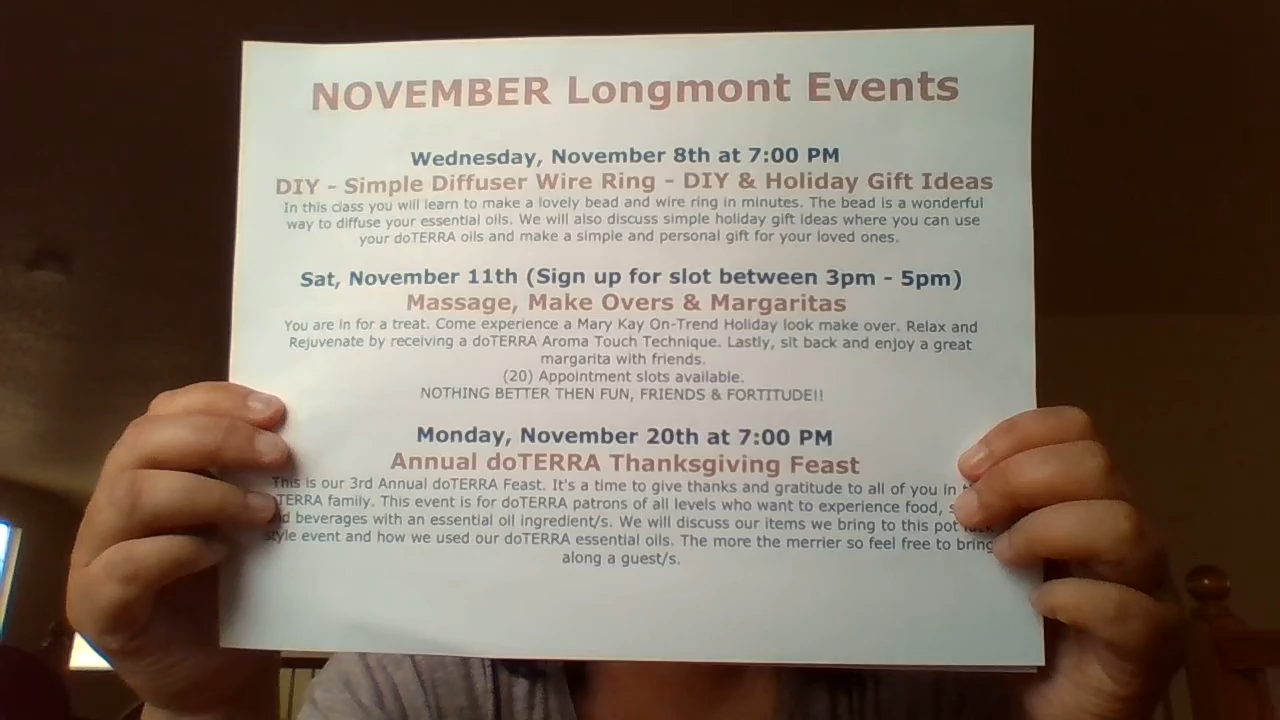 NOVEMBER Longmont Events
Wednesday, November 8th at 7:00 PM
DIY - Simple Diffuser Wire Ring - DIY & Holiday Gift Ideas
In this class you will learn to make a lovely bead and wire ring in minutes. The bead is a wonderful
way to diffuse your essential oils. We will also discuss simple holiday gift ideas where you can use
your doTERRA oils and make a simple and personal gift for your loved ones.
Sat, November 11th (Sign up for slot between 3pm - 5pm)
Massage, Make Overs & Margaritas
You are in for a treat. Come experience a Mary Kay On-Trend Holiday look make over. Relax and
Rejuvenate by receiving a doTERRA Aroma Touch Technique. Lastly, sit back and enjoy a great
margarita with friends.
(20) Appointment slots available.
NOTHING BETTER THEN FUN, FRIENDS & FORTITUDE!!
Monday, November 20th at 7:00 PM
Annual doTERRA Thanksgiving Feast
This is our 3rd Annual doTERRA Feast. It's a time to give thanks and gratitude to all of you in
TERRA family. This event is for doTERRA patrons of all levels who want to experience food,
beverages with an essential oil ingredient/s. We will discuss our items we bring to this pot
style event and how we used our doTERRA essential oils. The more the merrier so feel free to bring
along a guest/s.